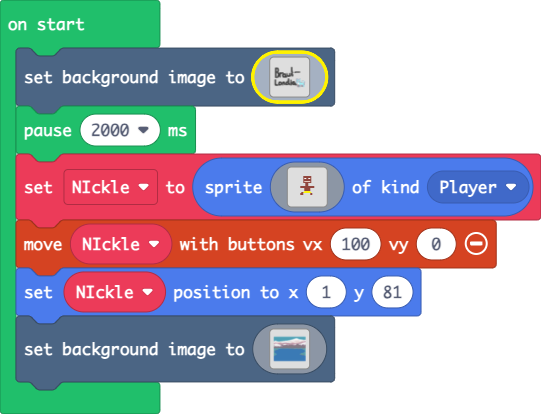 on start
set background image to Brawl-Landia
pause 2000 ms
set NIckle to sprite of kind Player
move NIckle with buttons vx 100 vy 0
set NIckle position to x 1 y 81
set background image to